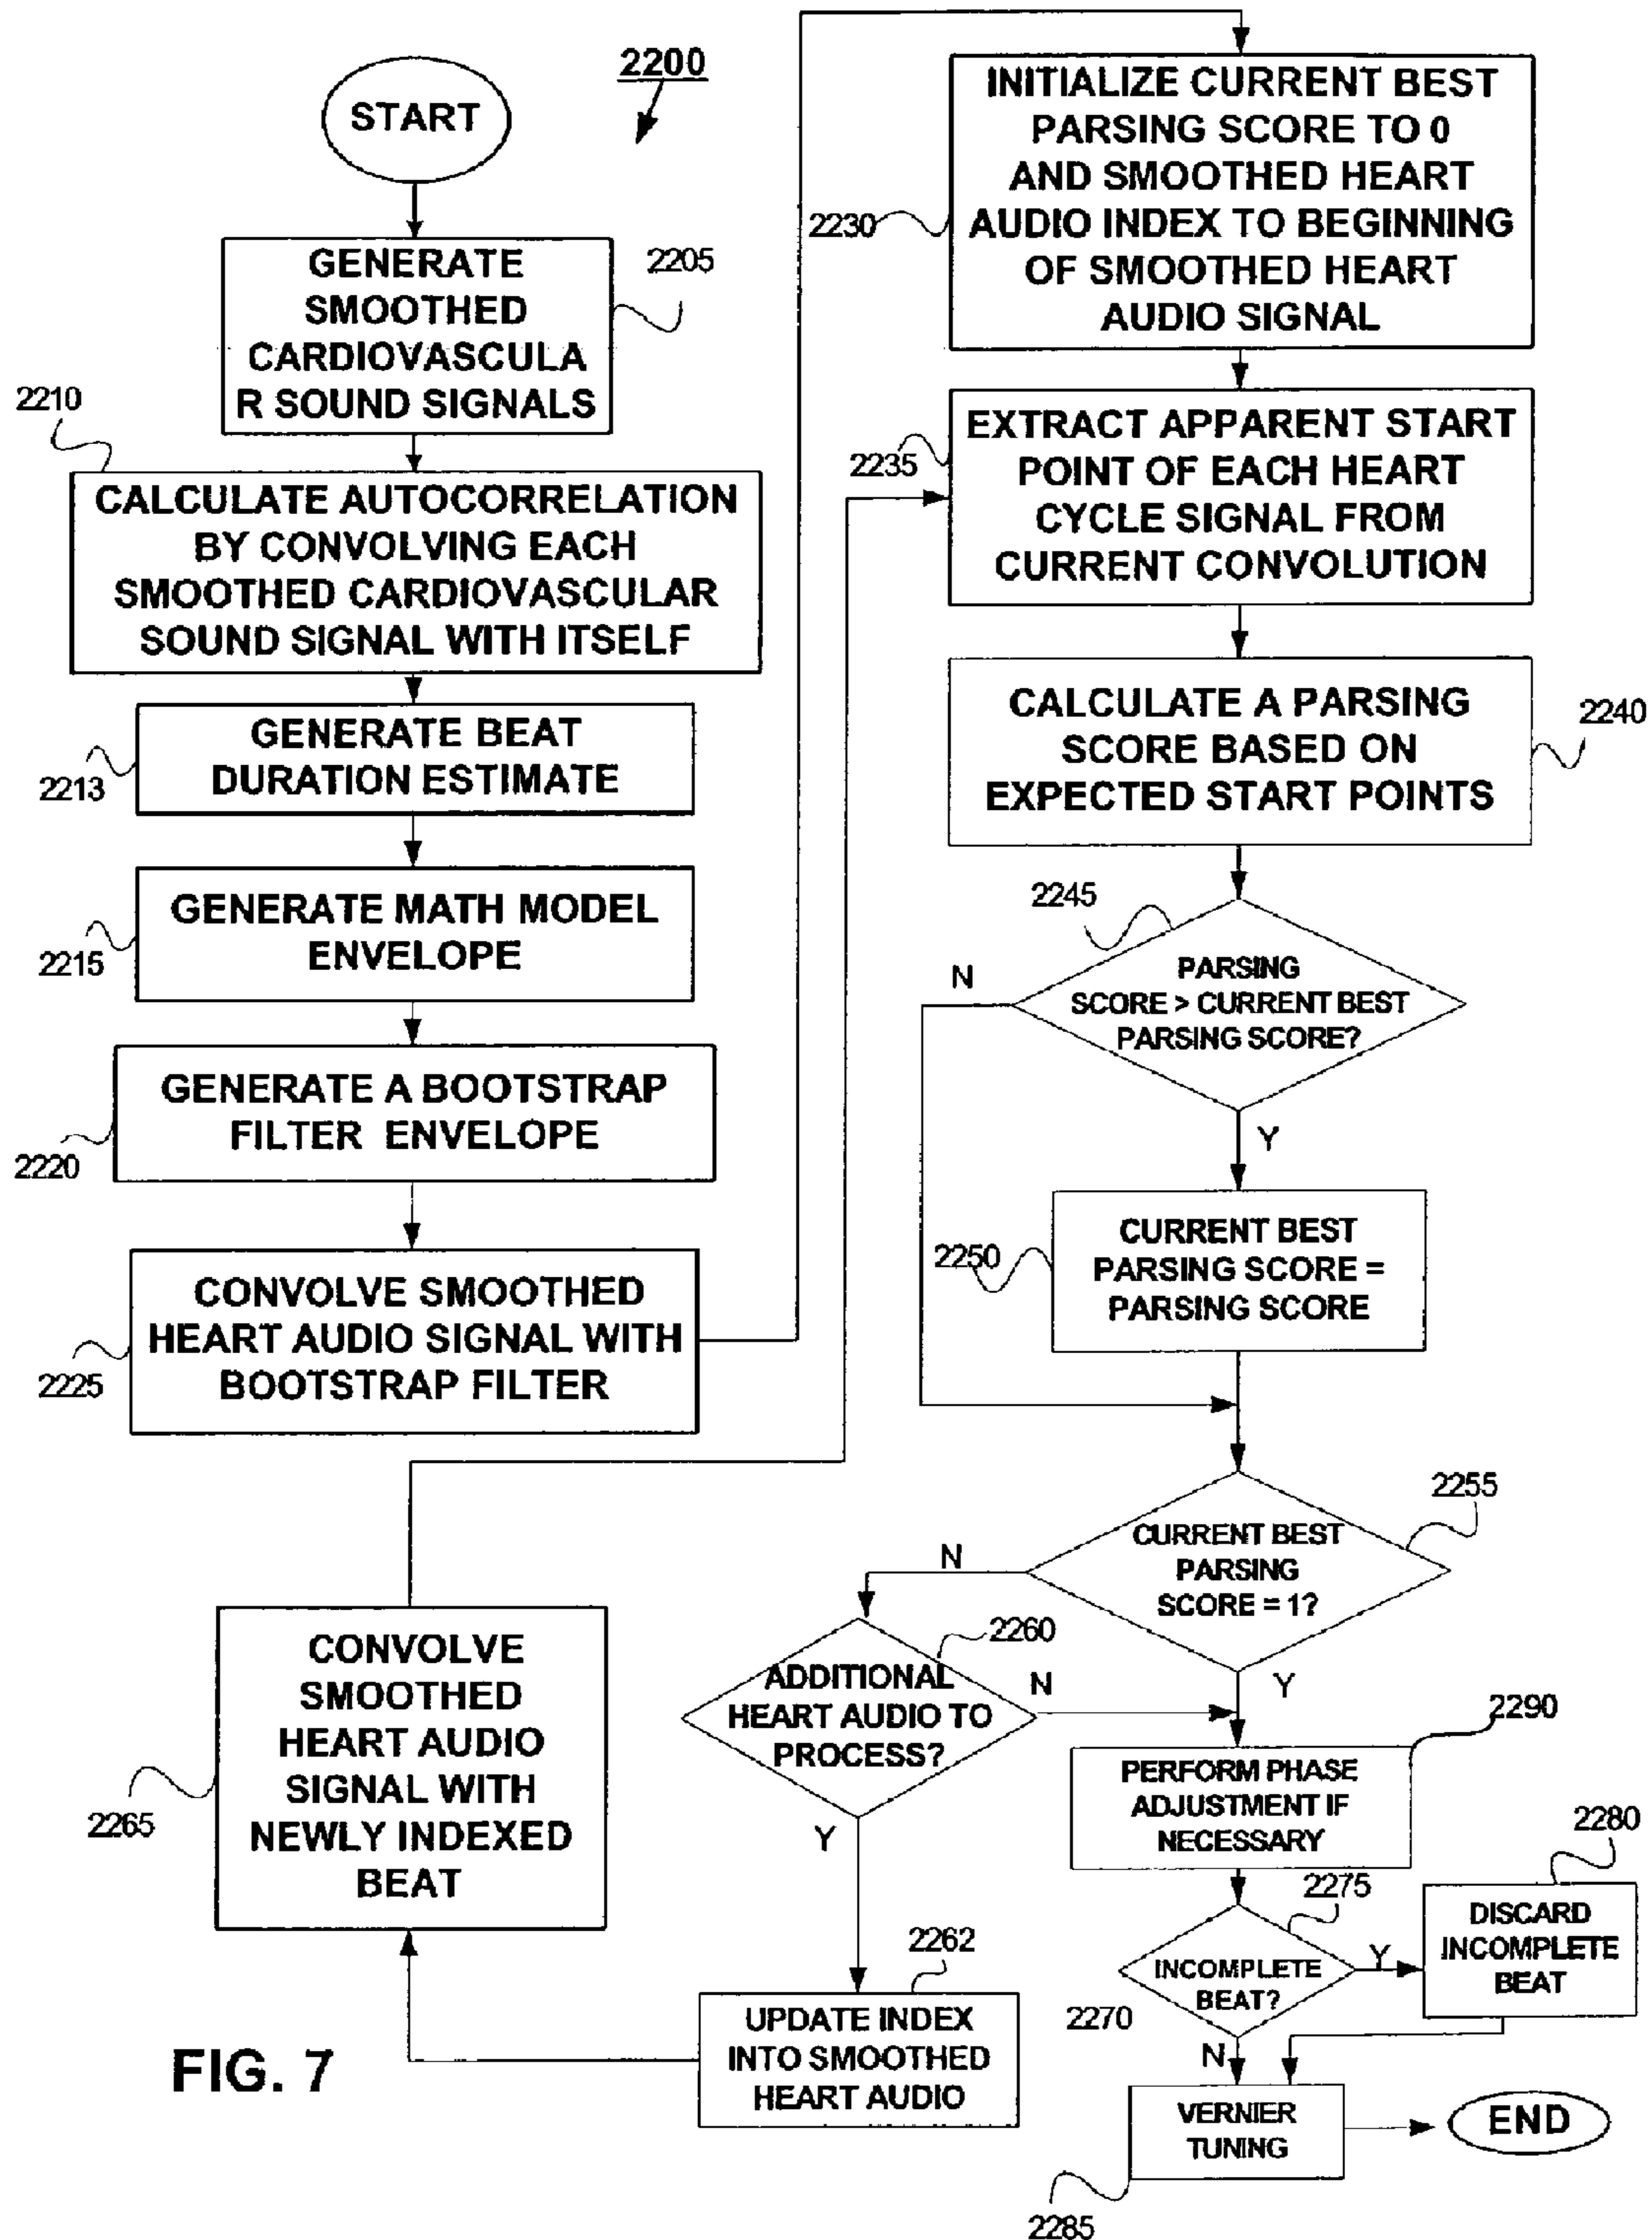 2200
START
GENERATE
SMOOTHED
CARDIOVASCULA
R SOUND SIGNALS
2205
2210
CALCULATE AUTOCORRELATION
BY CONVOLVING EACH
SMOOTHED CARDIOVASCULAR
SOUND SIGNAL WITH ITSELF
GENERATE BEAT
DURATION ESTIMATE
2213
GENERATE MATH MODEL
ENVELOPE
2215
GENERATE A BOOTSTRAP
FILTER ENVELOPE
2220
CONVOLVE SMOOTHED
HEART AUDIO SIGNAL WITH
BOOTSTRAP FILTER
2225
INITIALIZE CURRENT BEST
PARSING SCORE TO 0
AND SMOOTHED HEART
AUDIO INDEX TO BEGINNING
OF SMOOTHED HEART
AUDIO SIGNAL
2230
EXTRACT APPARENT START
POINT OF EACH HEART
CYCLE SIGNAL FROM
CURRENT CONVOLUTION
2235
CALCULATE A PARSING
SCORE BASED ON
EXPECTED START POINTS
2240
2245
N
PARSING
SCORE > CURRENT BEST
PARSING SCORE?
Y
CURRENT BEST
PARSING SCORE =
PARSING SCORE
2250
2255
CURRENT BEST
PARSING
SCORE = 1?
N
Y
2260
ADDITIONAL
HEART AUDIO TO
PROCESS?
N
Y
2290
PERFORM PHASE
ADJUSTMENT IF
NECESSARY
2275
INCOMPLETE
BEAT?
Y
2270
N
2280
DISCARD
INCOMPLETE
BEAT
2262
UPDATE INDEX
INTO SMOOTHED
HEART AUDIO
CONVOLVE
SMOOTHED
HEART AUDIO
SIGNAL WITH
NEWLY INDEXED
BEAT
2265
VERNIER
TUNING
2285
END
FIG. 7